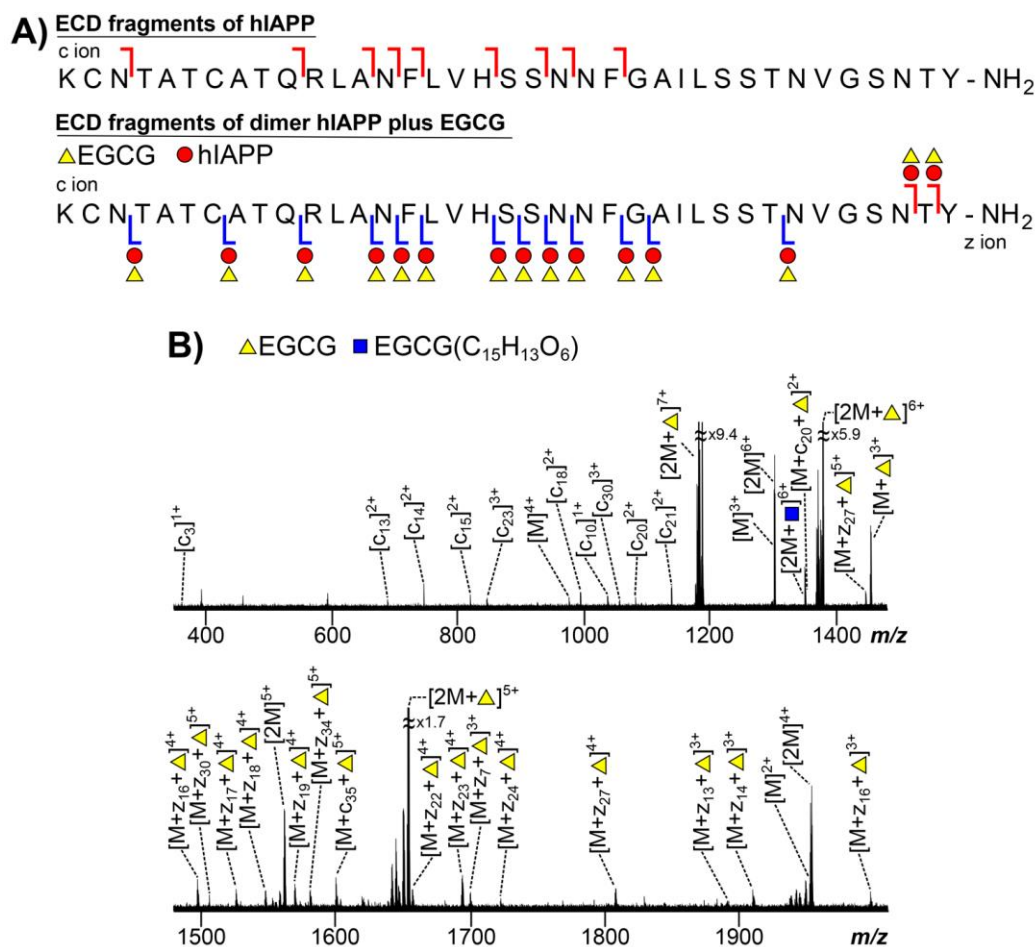 A)
ECD fragments of hIAPP
c ion
KCNTATCATQRLANFLVHSSNNFGAILSSTNVGSNTY-NH₂
ECD fragments of dimer hIAPP plus EGCG
EGCG hIAPP
c ion
KCNTATCATQRLANFLVHSSNNFGAILSSTNVGSNTY-NH₂
z ion
B) EGCG EGCG(C₁₅H₁₃O₆)
[c₃]¹⁺
[c₁₃]²⁺
[c₁₄]²⁺
[c₁₅]²⁺
[c₂₃]³⁺
[M]⁴⁺
[c₁₈]²⁺
[c₁₀]¹⁺
[c₃₀]³⁺
[c₂₀]²⁺
[c₂₁]²⁺
[2M+]⁷⁺
x9.4
[M]³⁺
[2M]⁶⁺
[2M+]⁶⁺
[M+c₂₀+]²⁺
[2M+]⁶⁺
x5.9
[M+z₂₇+]⁵⁺
[M+]³⁺
400 600 800 1000 1200 1400 m/z
[M+z₁₆+]⁴⁺
[M+z₃₀+]⁵⁺
[M+z₁₇+]⁴⁺
[M+z₁₈+]⁴⁺
[2M]⁵⁺
[M+z₁₉+]⁴⁺
[M+z₃₄+]⁵⁺
[M+c₃₅+]⁵⁺
[2M+]⁵⁺
x1.7
[M+z₂₂+]⁴⁺
[M+z₂₃+]⁴⁺
[M+z₇+]³⁺
[M+z₂₄+]⁴⁺
[M+z₂₇+]⁴⁺
[M+z₁₃+]³⁺
[M+z₁₄+]³⁺
[M]²⁺
[2M]⁴⁺
[M+z₁₆+]³⁺
1500 1600 1700 1800 1900 m/z